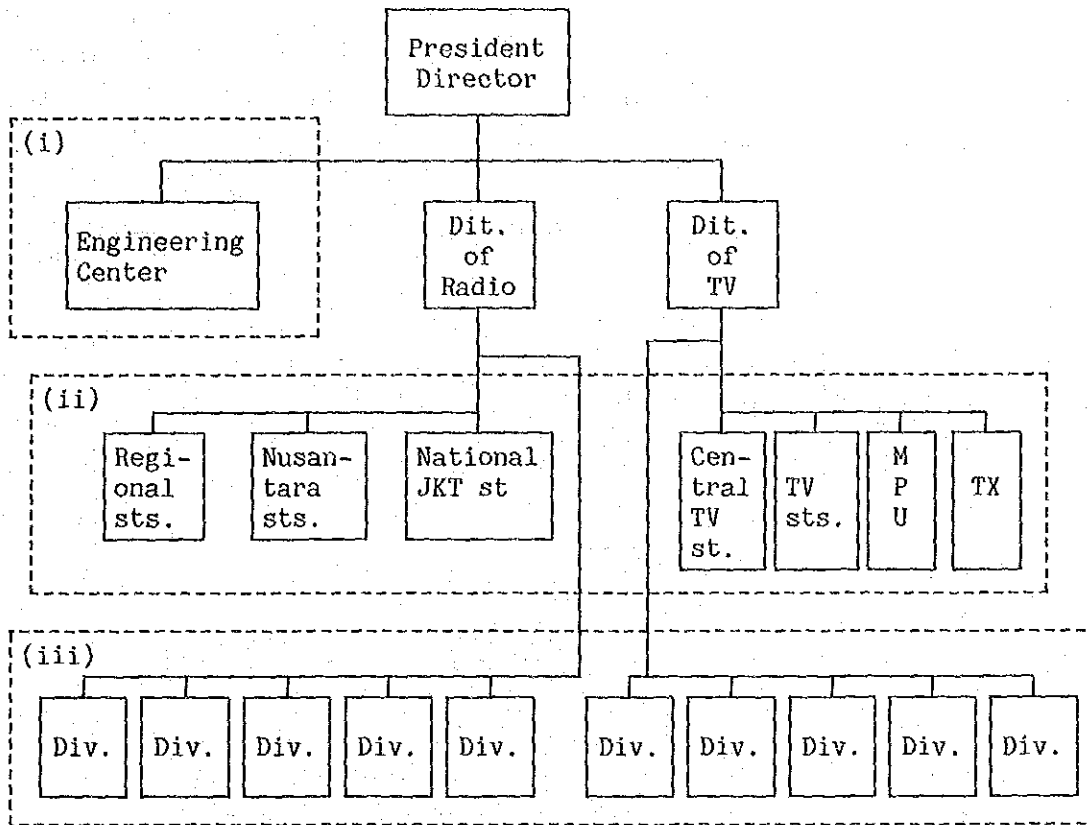 President
Director
(i)
Engineering
Center
Dit.
of
Radio
Dit.
of
TV
(ii)
Regi-
onal
sts.
Nusan-
tara
sts.
National
JKT st
Cen-
tral
TV
st.
TV
sts.
M
P
U
TX
(iii)
Div.
Div.
Div.
Div.
Div.
Div.
Div.
Div.
Div.
Div.